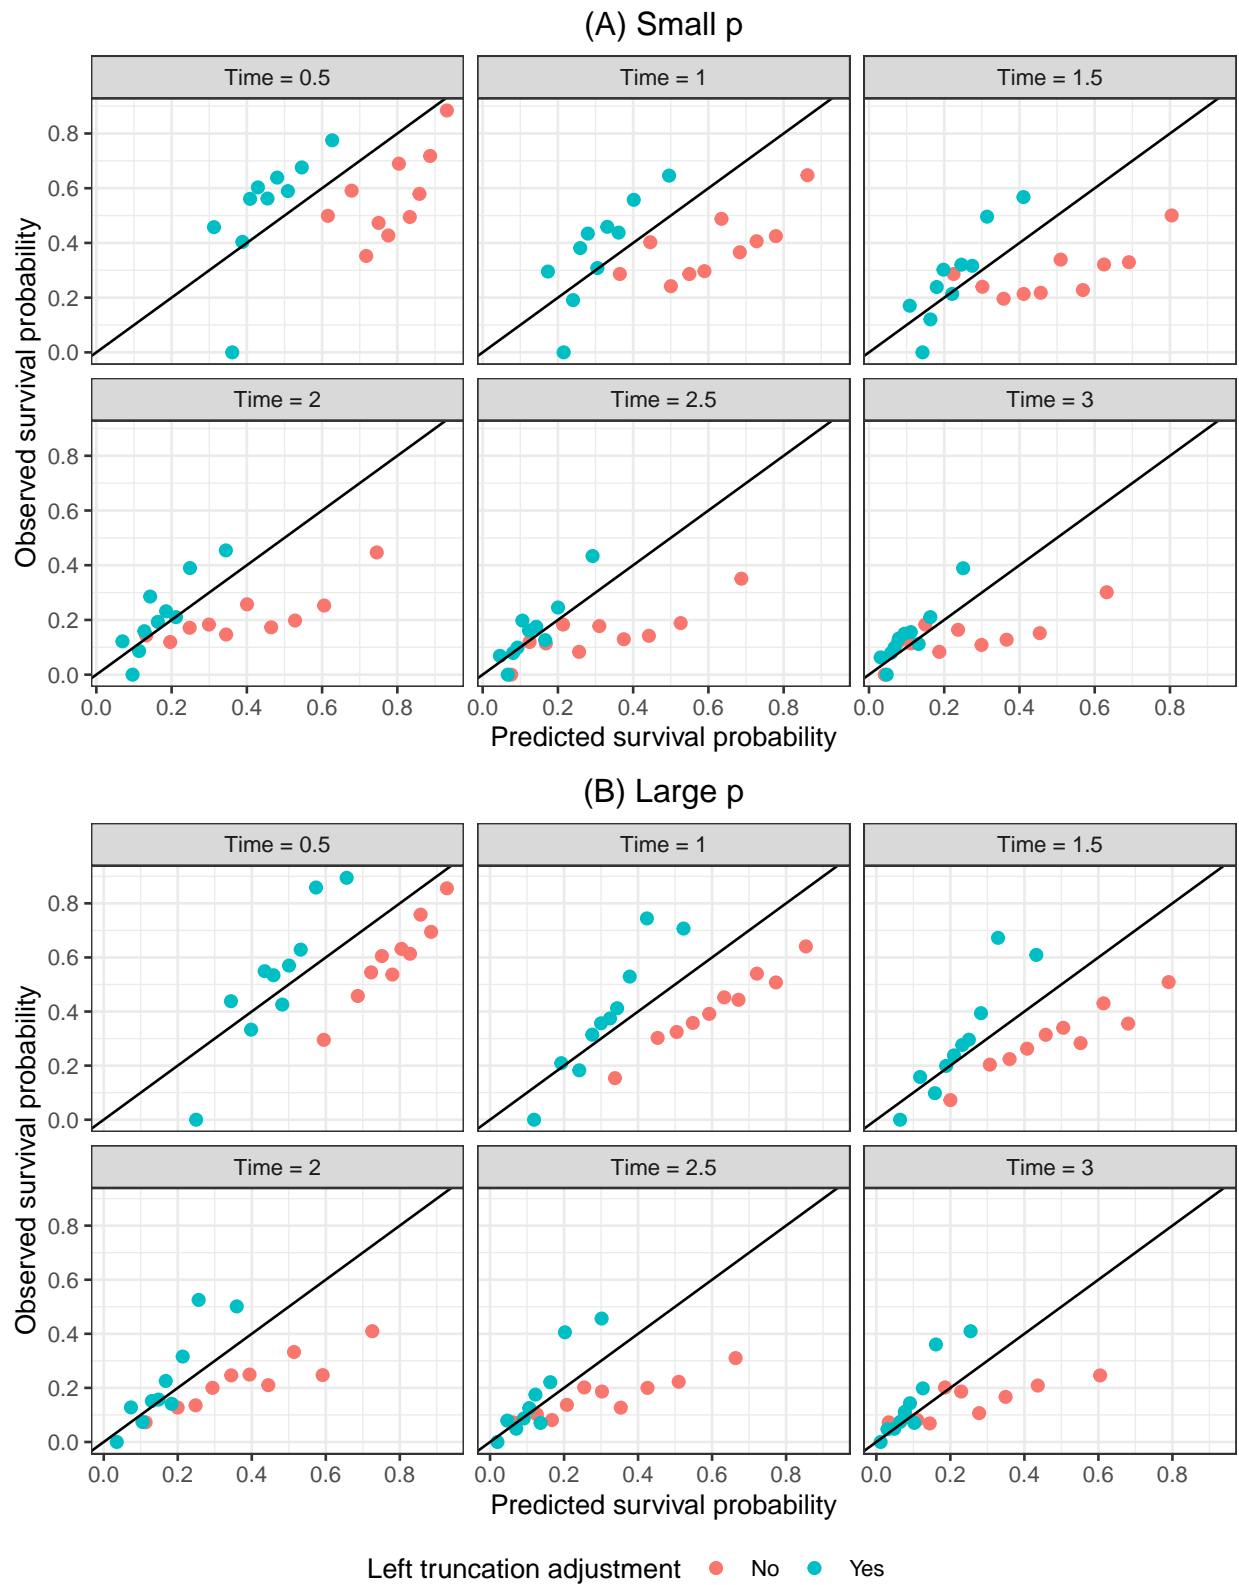 (A) Small p
Time = 0.5
Time = 1
Time = 1.5
0.8
0.6
0.4
0.2
0.0
Time = 2
Time = 2.5
Time = 3
0.8
0.6
0.4
0.2
0.0
0.0 0.2 0.4 0.6 0.8
0.0 0.2 0.4 0.6 0.8
0.0 0.2 0.4 0.6 0.8
Observed survival probability
Predicted survival probability
(B) Large p
Time = 0.5
Time = 1
Time = 1.5
0.8
0.6
0.4
0.2
0.0
Time = 2
Time = 2.5
Time = 3
0.8
0.6
0.4
0.2
0.0
0.0 0.2 0.4 0.6 0.8
0.0 0.2 0.4 0.6 0.8
0.0 0.2 0.4 0.6 0.8
Observed survival probability
Predicted survival probability
Left truncation adjustment No Yes